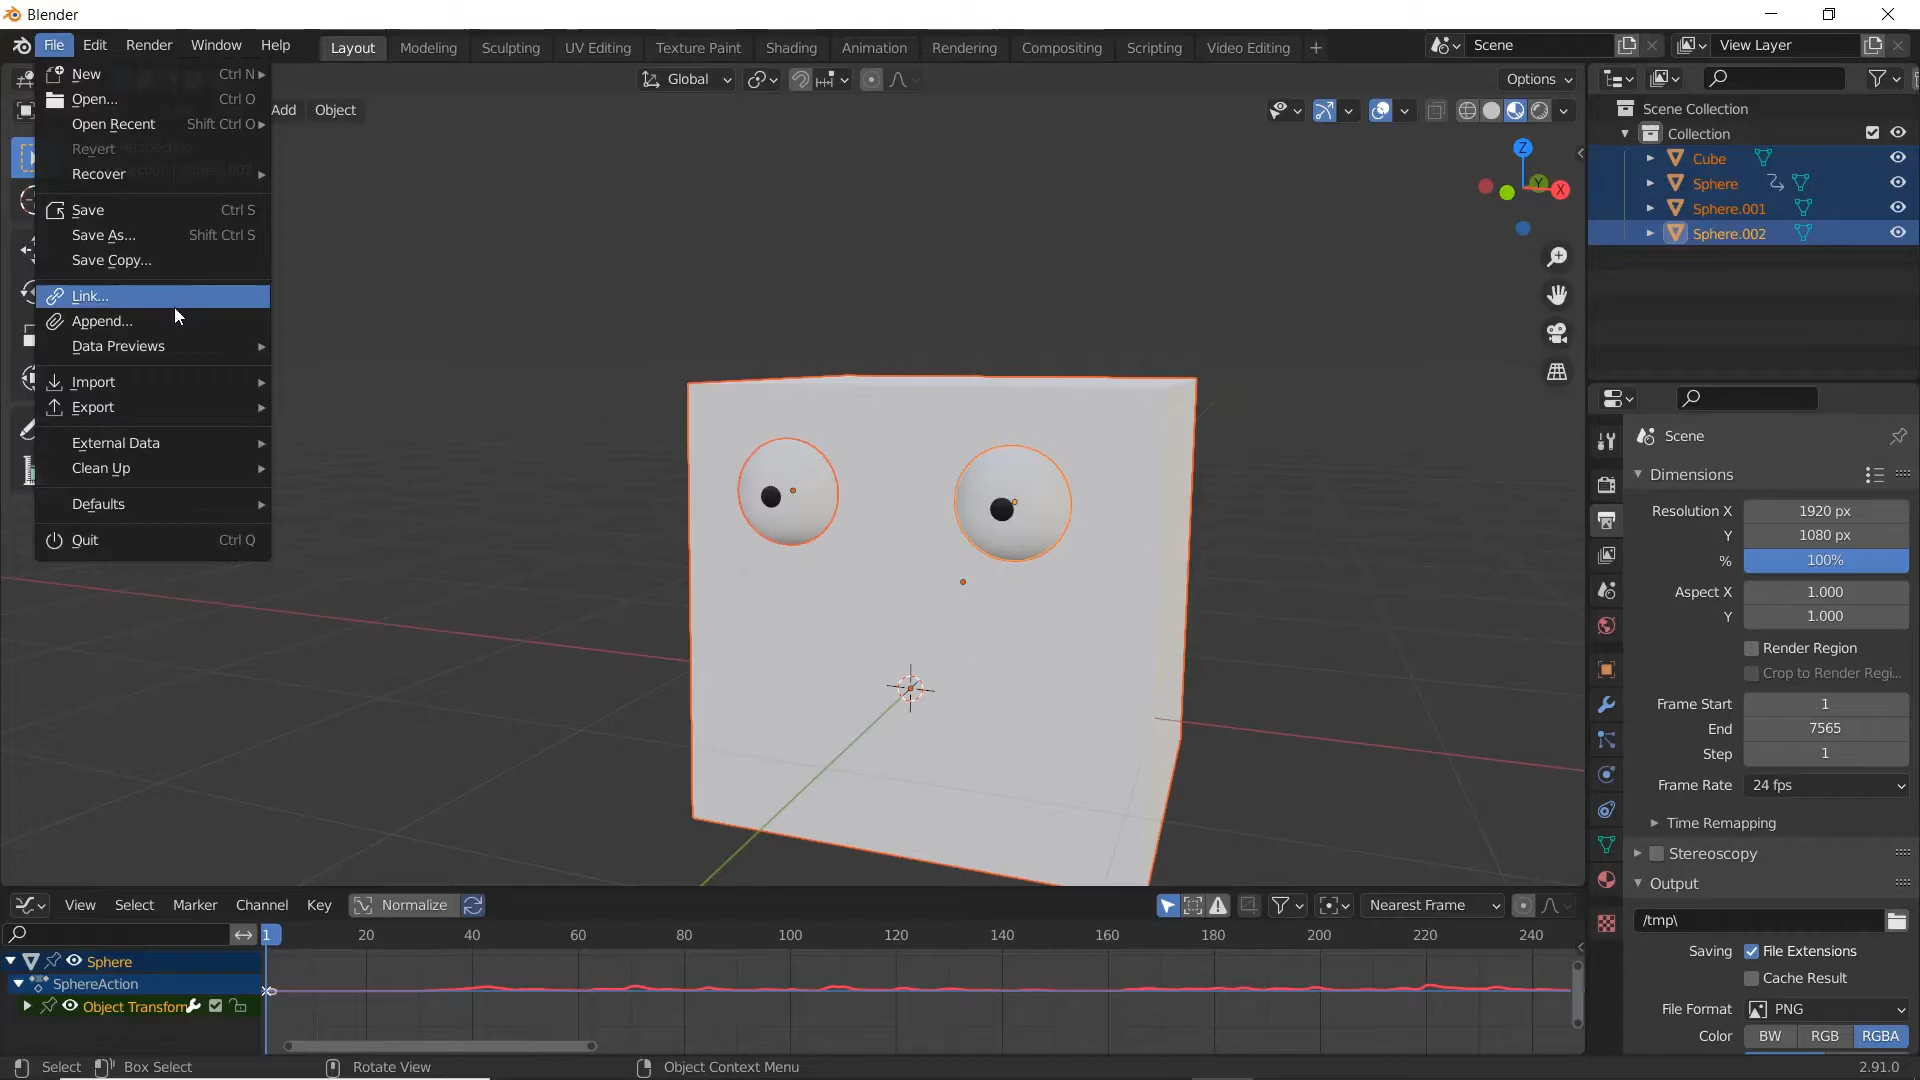 Blender
File Edit Render Window Help Layout Modeling Sculpting UV Editing Texture Paint Shading Animation Rendering Compositing Scripting Video Editing + Scene View Layer
New Ctrl N
Open... Ctrl O
Open Recent Shift Ctrl O
Revert
Recover
Save Ctrl S
Save As... Shift Ctrl S
Save Copy...
Link...
Append...
Data Previews
Import
Export
External Data
Clean Up
Defaults
Quit Ctrl Q
Add Object
Global
Options
Z
Y
X
Scene Collection
Collection
Cube
Sphere
Sphere.001
Sphere.002
Scene
Dimensions
Resolution X 1920 px
Y 1080 px
% 100%
Aspect X 1.000
Y 1.000
Render Region
Crop to Render Regi...
Frame Start 1
End 7565
Step 1
Frame Rate 24 fps
Time Remapping
Stereoscopy
Output
/tmp\
Saving File Extensions
Cache Result
File Format PNG
Color BW RGB RGBA
View Select Marker Channel Key Normalize Nearest Frame
1 20 40 60 80 100 120 140 160 180 200 220 240
Sphere
SphereAction
Object Transform
Select Box Select Rotate View Object Context Menu 2.91.0